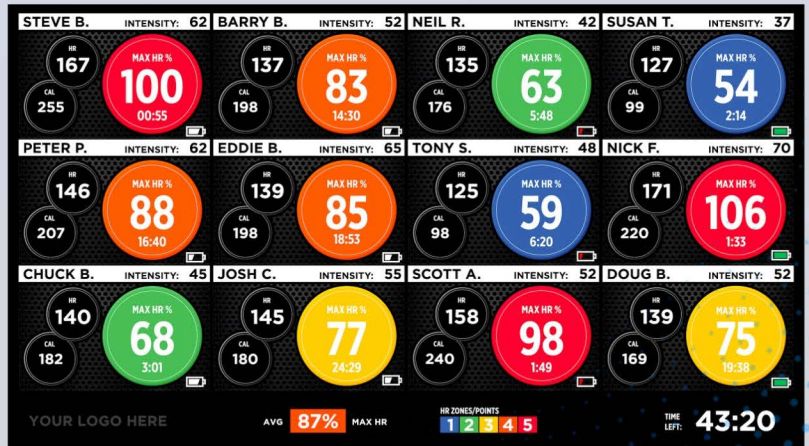 STEVE B. INTENSITY: 62
HR
167
CAL
255
MAX HR %
100
00:55
BARRY B. INTENSITY: 52
HR
137
CAL
198
MAX HR %
83
14:30
NEIL R. INTENSITY: 42
HR
135
CAL
176
MAX HR %
63
5:48
SUSAN T. INTENSITY: 37
HR
127
CAL
99
MAX HR %
54
2:14
PETER P. INTENSITY: 62
HR
146
CAL
207
MAX HR %
88
16:40
EDDIE B. INTENSITY: 65
HR
139
CAL
198
MAX HR %
85
18:53
TONY S. INTENSITY: 48
HR
125
CAL
98
MAX HR %
59
6:20
NICK F. INTENSITY: 70
HR
171
CAL
220
MAX HR %
106
1:33
CHUCK B. INTENSITY: 45
HR
140
CAL
182
MAX HR %
68
3:01
JOSH C. INTENSITY: 55
HR
145
CAL
180
MAX HR %
77
24:29
SCOTT A. INTENSITY: 52
HR
158
CAL
240
MAX HR %
98
1:49
DOUG B. INTENSITY: 52
HR
139
CAL
169
MAX HR %
75
19:38
YOUR LOGO HERE
AVG 87% MAX HR
HR ZONES/POINTS
1 2 3 4 5
TIME LEFT: 43:20